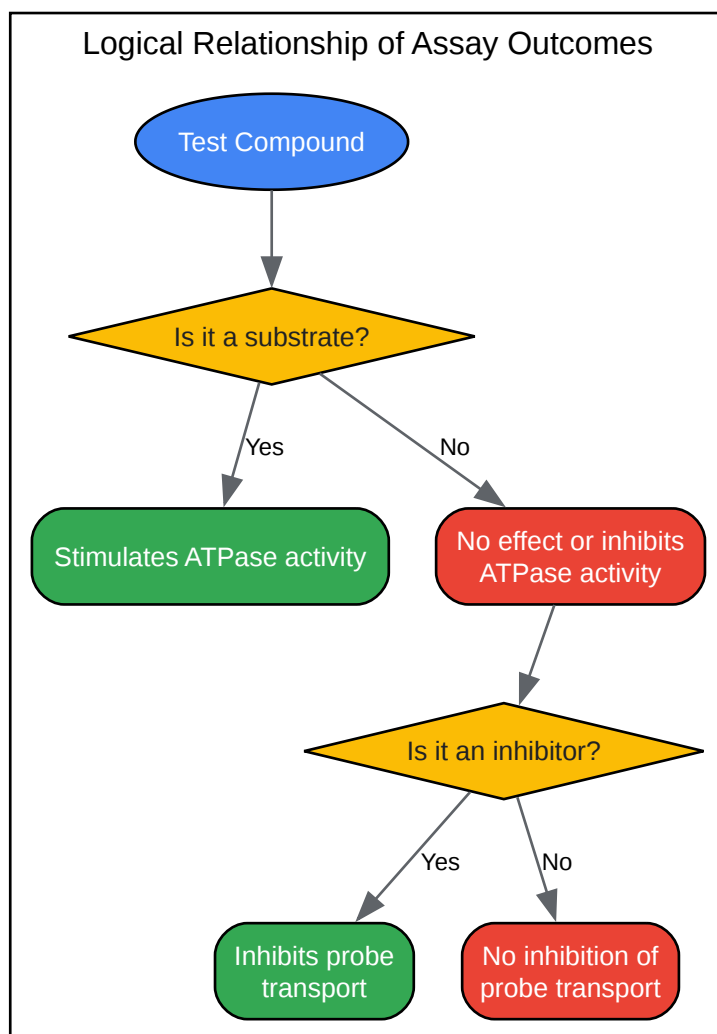 Logical Relationship of Assay Outcomes
Test Compound
Is it a substrate?
Yes
No
Stimulates ATPase activity
No effect or inhibits
ATPase activity
Is it an inhibitor?
Yes
No
Inhibits probe
transport
No inhibition of
probe transport